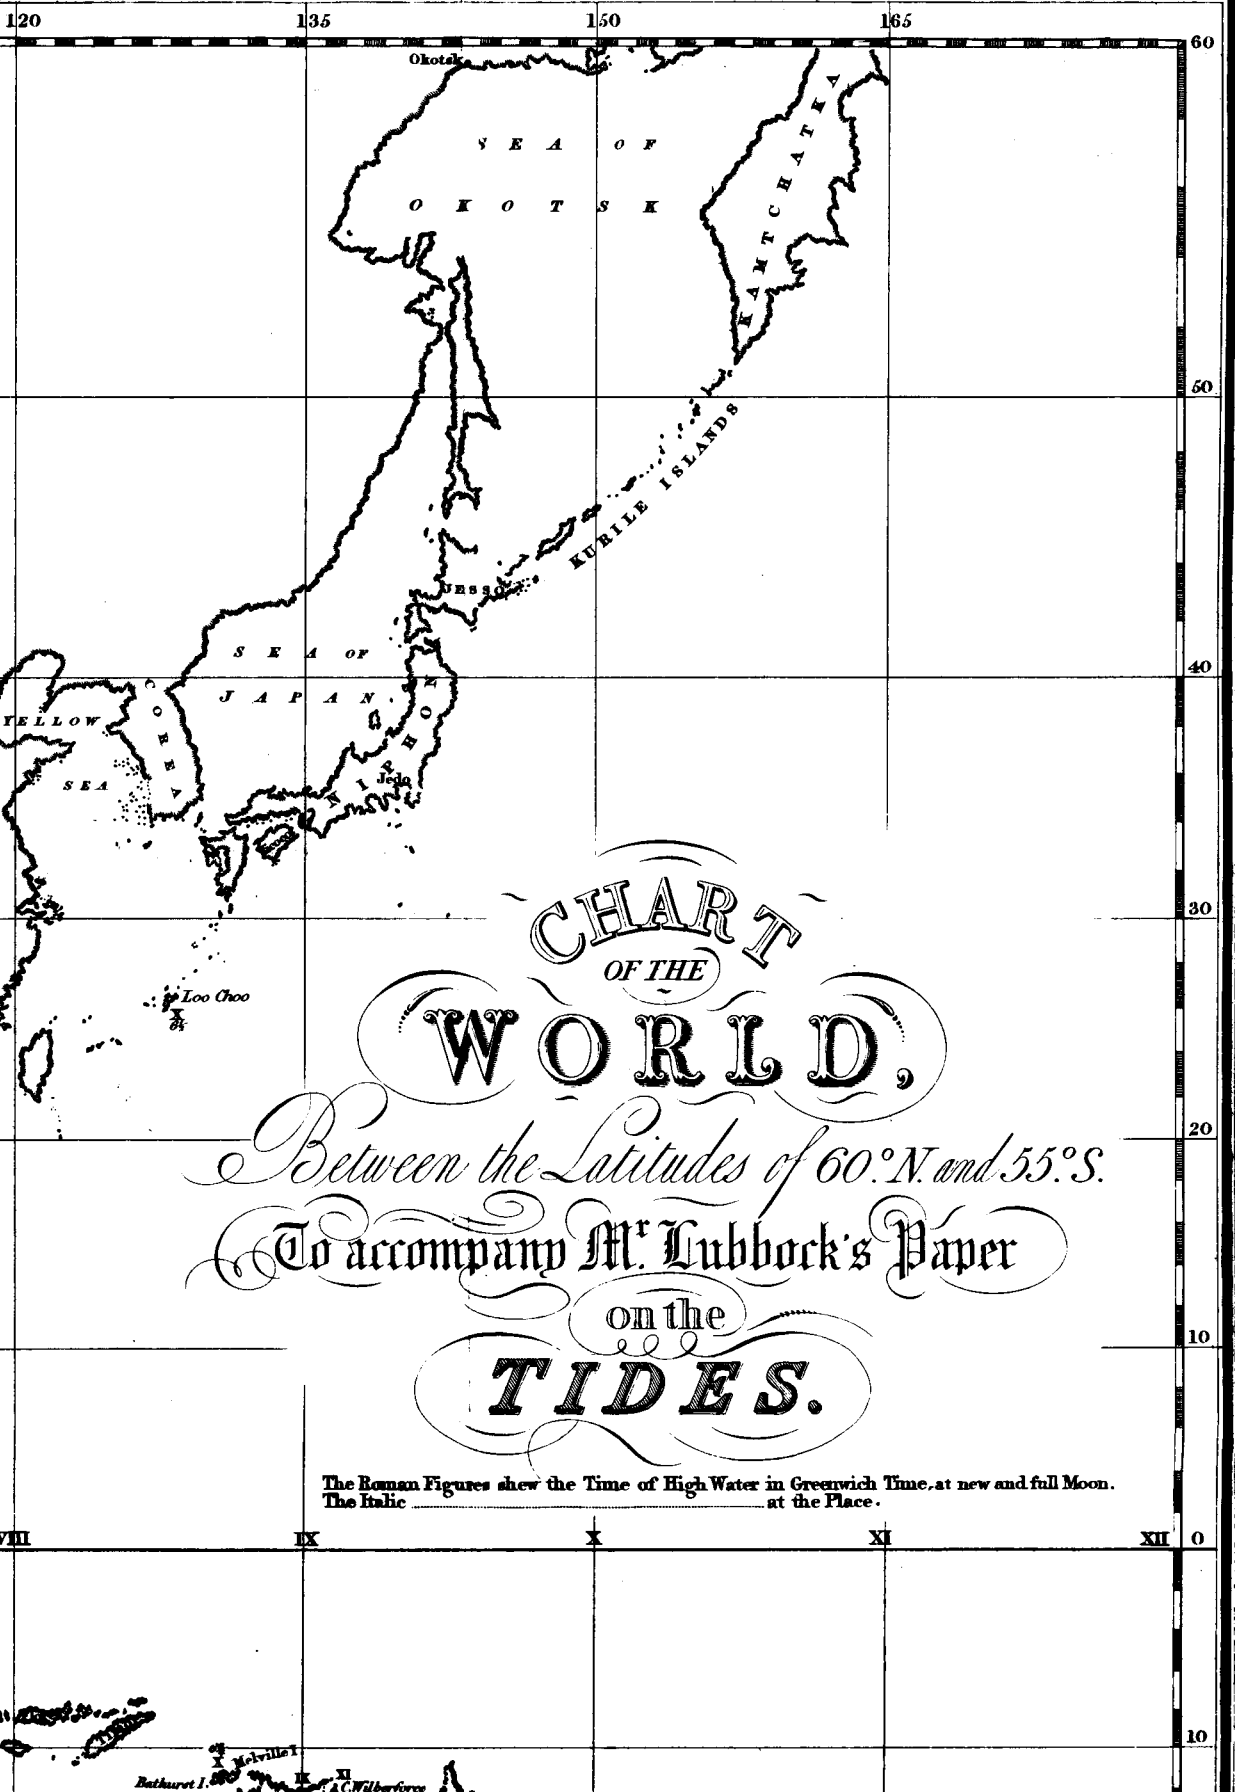 120 135 150 165
60
Okotsk
SEA OF
OKOTSK
KAMTCHATKA
50
KURILE ISLANDS
JESSO
SEA OF
JAPAN
40
COREA
YELLOW
SEA
NIPHON
Jedo
30
CHART
OF THE
Loo Choo
X
WORLD,
20
Between the Latitudes of 60.° N. and 55.° S.
To accompany Mr. Lubbock's Paper
on the
10
TIDES.
The Roman Figures shew the Time of High Water in Greenwich Time, at new and full Moon.
The Italic ______ at the Place.
VIII IX X XI XII 0
Timor
10
X
Melville I
Bathurst I.
IX
XI
C. Wilberforce